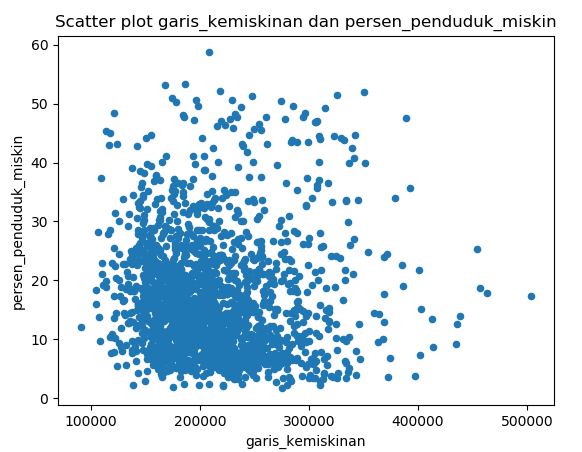 Scatter plot garis_kemiskinan dan persen_penduduk_miskin
60
50
40
30
20
10
0
persen_penduduk_miskin
100000 200000 300000 400000 500000
garis_kemiskinan